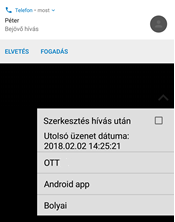 Telefon • most
Péter
Bejövő hívás
ELVETÉS FOGADÁS
Szerkesztés hívás után
Utolsó üzenet dátuma:
2018.02.02 14:25:21
OTT
Android app
Bolyai